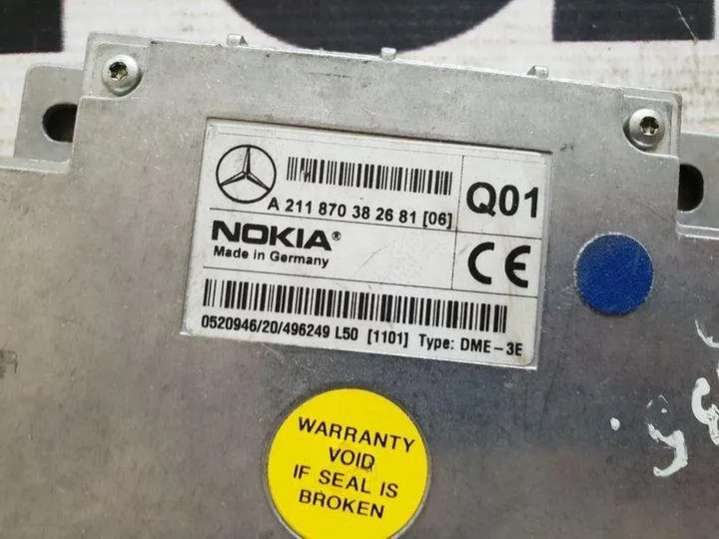 A 211 870 38 26 81 [06]
Q01
NOKIA®
Made in Germany
CE
0520946/20/496249 L50 [1101] Type: DME-3E
WARRANTY
VOID
IF SEAL IS
BROKEN